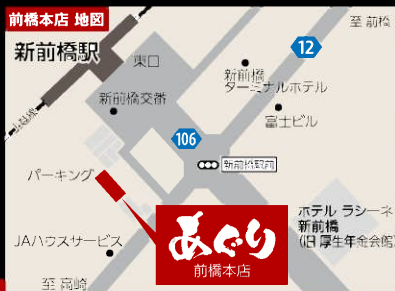 前橋本店 地図
至 前橋
新前橋駅
東口
12
新前橋
ターミナルホテル
新前橋交番
富士ビル
上越線
106
新前橋駅前
パーキング
ホテル ラシーネ
新前橋
(旧 厚生年金会館)
あぐり
前橋本店
JAハウスサービス
至 高崎